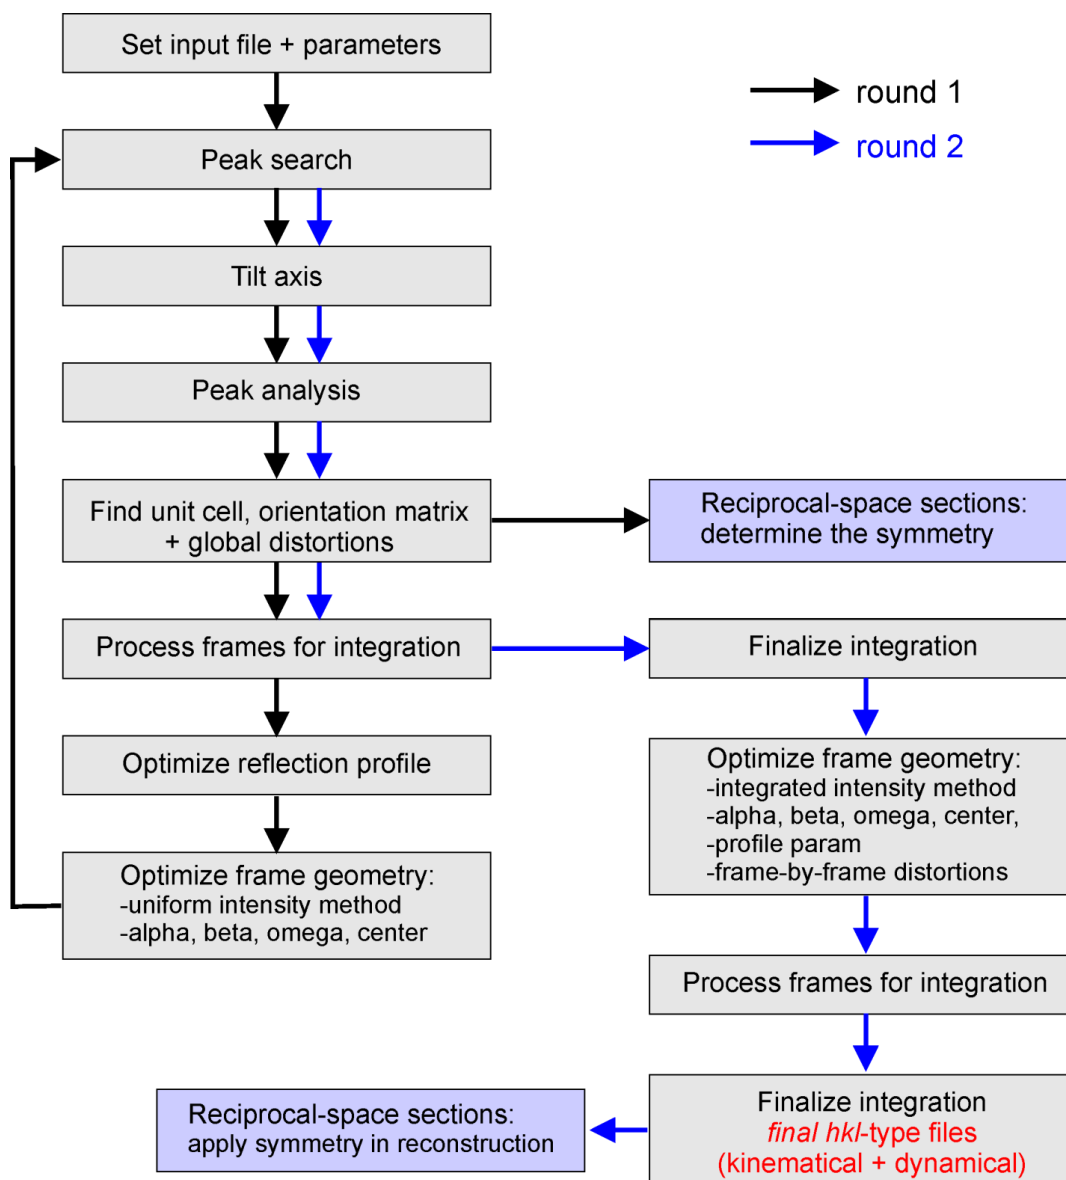 Set input file + parameters
round 1
round 2
Peak search
Tilt axis
Peak analysis
Find unit cell, orientation matrix
+ global distortions
Reciprocal-space sections:
determine the symmetry
Process frames for integration
Finalize integration
Optimize reflection profile
Optimize frame geometry:
-integrated intensity method
-alpha, beta, omega, center,
-profile param
-frame-by-frame distortions
Optimize frame geometry:
-uniform intensity method
-alpha, beta, omega, center
Process frames for integration
Finalize integration
final hkl-type files
(kinematical + dynamical)
Reciprocal-space sections:
apply symmetry in reconstruction